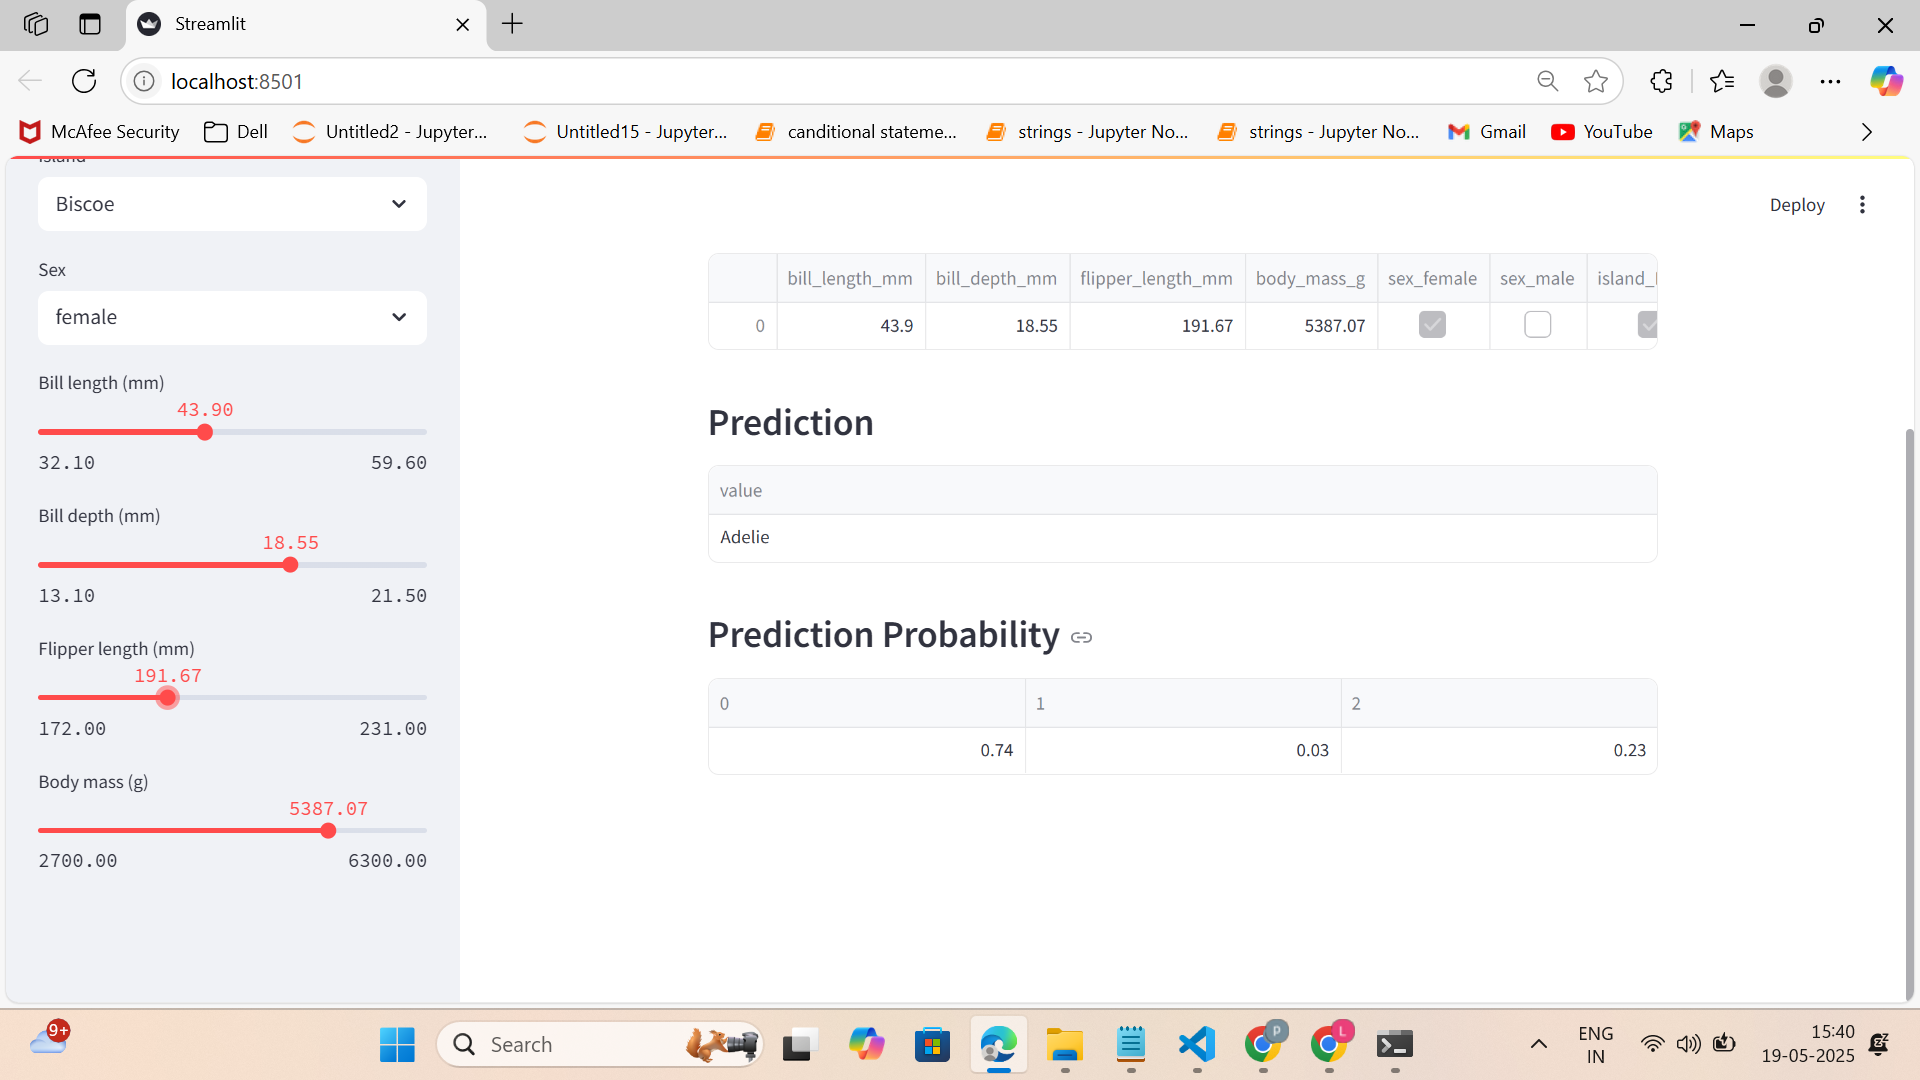 Streamlit
localhost:8501
McAfee Security
Dell
Untitled2 - Jupyter...
Untitled15 - Jupyter...
canditional stateme...
strings - Jupyter No...
strings - Jupyter No...
Gmail
YouTube
Maps
Island
Biscoe
Sex
female
Bill length (mm)
43.90
32.10 59.60
Bill depth (mm)
18.55
13.10 21.50
Flipper length (mm)
191.67
172.00 231.00
Body mass (g)
5387.07
2700.00 6300.00
Deploy
bill_length_mm bill_depth_mm flipper_length_mm body_mass_g sex_female sex_male island_
0 43.9 18.55 191.67 5387.07
Prediction
value
Adelie
Prediction Probability
0 1 2
0.74 0.03 0.23
9+
Search
P
L
ENG
IN
15:40
19-05-2025